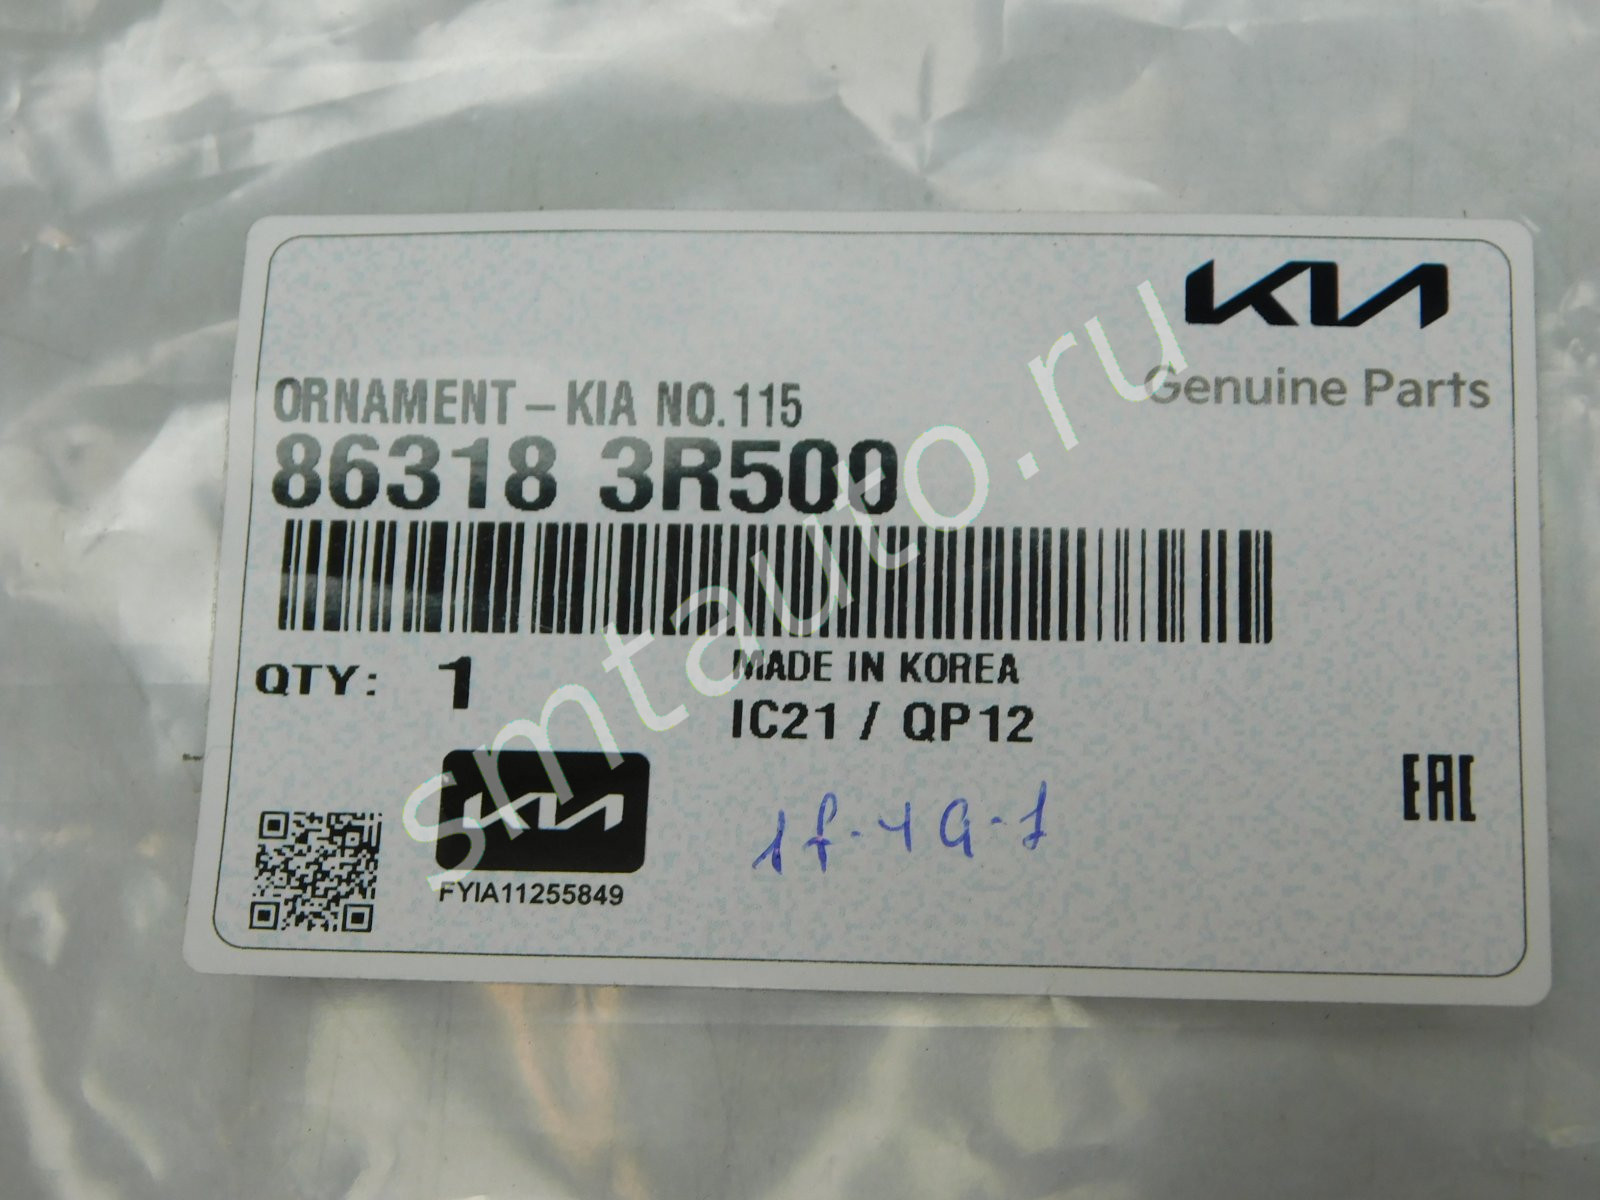 KIA
Genuine Parts
ORNAMENT - KIA NO.115
86318 3R500
QTY: 1
MADE IN KOREA
IC21 / QP12
EAC
KIA
FYIA11255849
smtauto.ru